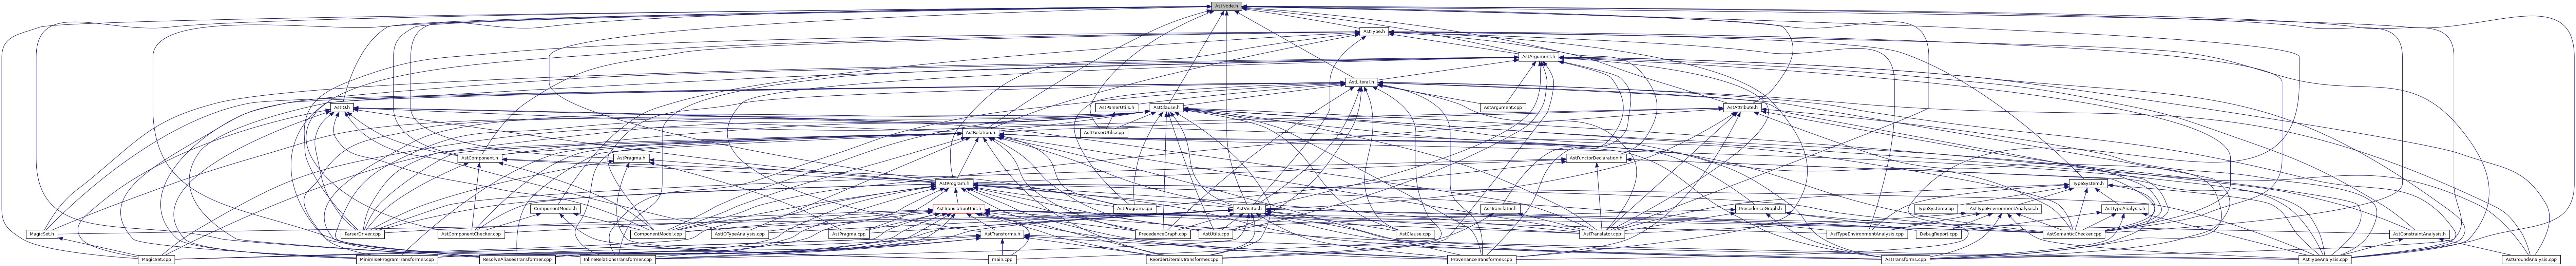 AstNode.h
AstType.h
AstArgument.h
AstLiteral.h
AstIO.h
AstParserUtils.h
AstClause.h
AstArgument.cpp
AstAttribute.h
AstRelation.h
AstParserUtils.cpp
AstComponent.h
AstPragma.h
AstFunctorDeclaration.h
AstProgram.h
TypeSystem.h
ComponentModel.h
AstTranslationUnit.h
AstProgram.cpp
AstVisitor.h
AstTranslator.h
PrecedenceGraph.h
TypeSystem.cpp
AstTypeEnvironmentAnalysis.h
AstTypeAnalysis.h
MagicSet.h
ParserDriver.cpp
AstComponentChecker.cpp
ComponentModel.cpp
AstIOTypeAnalysis.cpp
AstPragma.cpp
AstTransforms.h
PrecedenceGraph.cpp
AstUtils.cpp
AstClause.cpp
AstTranslator.cpp
AstTypeEnvironmentAnalysis.cpp
DebugReport.cpp
AstSemanticChecker.cpp
AstConstraintAnalysis.h
MagicSet.cpp
MinimiseProgramTransformer.cpp
ResolveAliasesTransformer.cpp
InlineRelationsTransformer.cpp
main.cpp
ReorderLiteralsTransformer.cpp
ProvenanceTransformer.cpp
AstTransforms.cpp
AstTypeAnalysis.cpp
AstGroundAnalysis.cpp